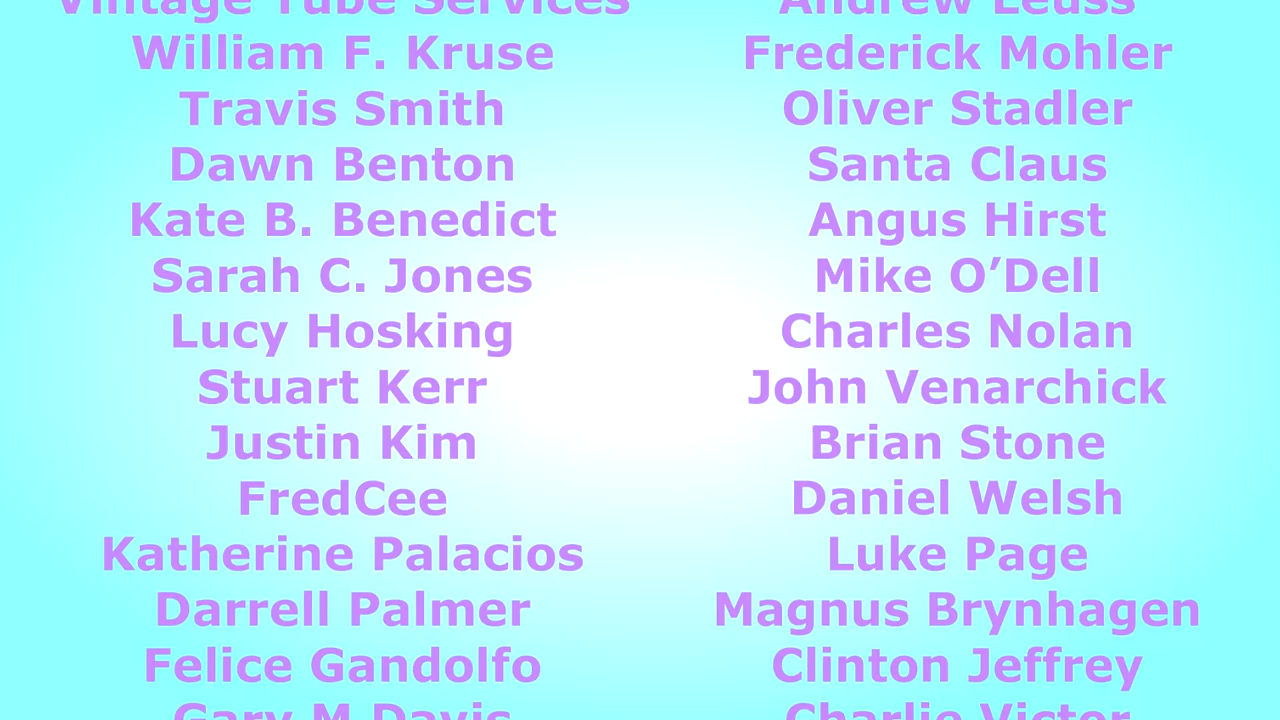 Vintage Tube Services
William F. Kruse
Travis Smith
Dawn Benton
Kate B. Benedict
Sarah C. Jones
Lucy Hosking
Stuart Kerr
Justin Kim
FredCee
Katherine Palacios
Darrell Palmer
Felice Gandolfo
Gary M Davis
Andrew Leuss
Frederick Mohler
Oliver Stadler
Santa Claus
Angus Hirst
Mike O’Dell
Charles Nolan
John Venarchick
Brian Stone
Daniel Welsh
Luke Page
Magnus Brynhagen
Clinton Jeffrey
Charlie Victor